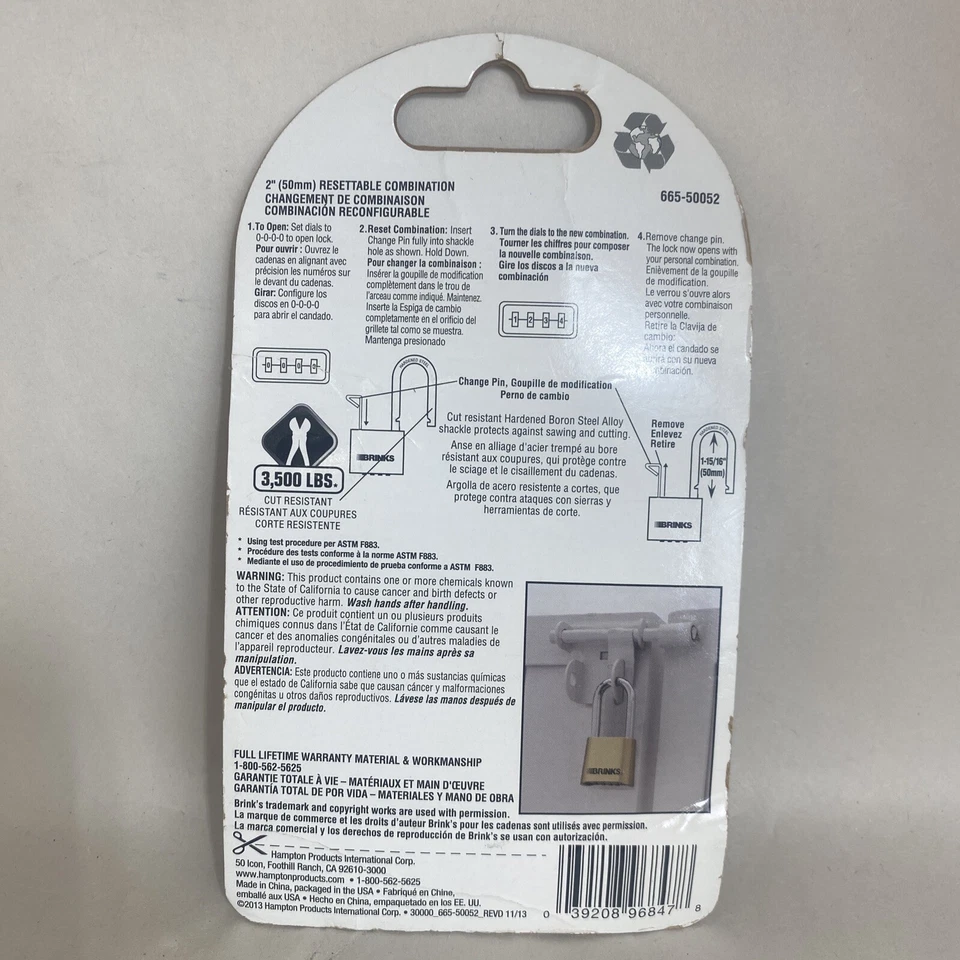 2" (50mm) RESETTABLE COMBINATION
CHANGEMENT DE COMBINAISON
COMBINACIÓN RECONFIGURABLE
665-50052
1.To Open: Set dials to
0-0-0-0 to open lock.
Pour ouvrir : Ouvrez le
cadenas en alignant avec
précision les numéros sur
le devant du cadenas.
Girar: Configure los
discos en 0-0-0-0
para abrir el candado.
2.Reset Combination: Insert
Change Pin fully into shackle
hole as shown. Hold Down.
Pour changer la combinaison :
Insérer la goupille de modification
complètement dans le trou de
l'arceau comme indiqué. Maintenez.
Inserte la Espiga de cambio
completamente en el orificio del
grillete tal como se muestra.
Mantenga presionado
3. Turn the dials to the new combination.
Tourner les chiffres pour composer
la nouvelle combinaison.
Gire los discos a la nueva
combinación
1 2 3 4
4.Remove change pin.
The lock now opens with
your personal combination.
Enièvement de la goupille
de modification.
Le verrou s'ouvre alors
avec votre combinaison
personnelle.
Retire la Clavija de
cambio:
Ahora el candado se
abrirá con su nueva
combinación.
0 0 0 0
HARDENED STEEL
Change Pin, Goupille de modification
Perno de cambio
BRINKS
3,500 LBS.*
CUT RESISTANT
RÉSISTANT AUX COUPURES
CORTE RESISTENTE
Cut resistant Hardened Boron Steel Alloy
shackle protects against sawing and cutting.
Anse en alliage d'acier trempé au bore
résistant aux coupures, qui protège contre
le sciage et le cisaillement du cadenas.
Argolla de acero resistente a cortes, que
protege contra ataques con sierras y
herramientas de corte.
Remove
Enlevez
Retire
HARDENED STEEL
1-15/16"
(50mm)
BRINKS
* Using test procedure per ASTM F883.
* Procédure des tests conforme à la norme ASTM F883.
* Mediante el uso de procedimiento de prueba conforme a ASTM F883.
WARNING: This product contains one or more chemicals known
to the State of California to cause cancer and birth defects or
other reproductive harm. Wash hands after handling.
ATTENTION: Ce produit contient un ou plusieurs produits
chimiques connus dans l'État de Californie comme causant le
cancer et des anomalies congénitales ou d'autres maladies de
l'appareil reproducteur. Lavez-vous les mains après sa
manipulation.
ADVERTENCIA: Este producto contiene uno o más sustancias químicas
que el estado de California sabe que causan cáncer y malformaciones
congénitas u otros daños reproductivos. Lávese las manos después de
manipular el producto.
BRINKS
FULL LIFETIME WARRANTY MATERIAL & WORKMANSHIP
1-800-562-5625
GARANTIE TOTALE À VIE – MATÉRIAUX ET MAIN D'ŒUVRE
GARANTÍA TOTAL DE POR VIDA – MATERIALES Y MANO DE OBRA
Brink's trademark and copyright works are used with permission.
La marque de commerce et les droits d'auteur Brink's pour les cadenas sont utilisés avec permission.
La marca comercial y los derechos de reproducción de Brink's se usan con autorización.
Hampton Products International Corp.
50 Icon, Foothill Ranch, CA 92610-3000
www.hamptonproducts.com • 1-800-562-5625
Made in China, packaged in the USA • Fabriqué en Chine,
emballé aux USA • Hecho en China, empaquetado en los EE. UU.
©2013 Hampton Products International Corp. • 30000_665-50052_REVD 11/13
0 39208 96847 8